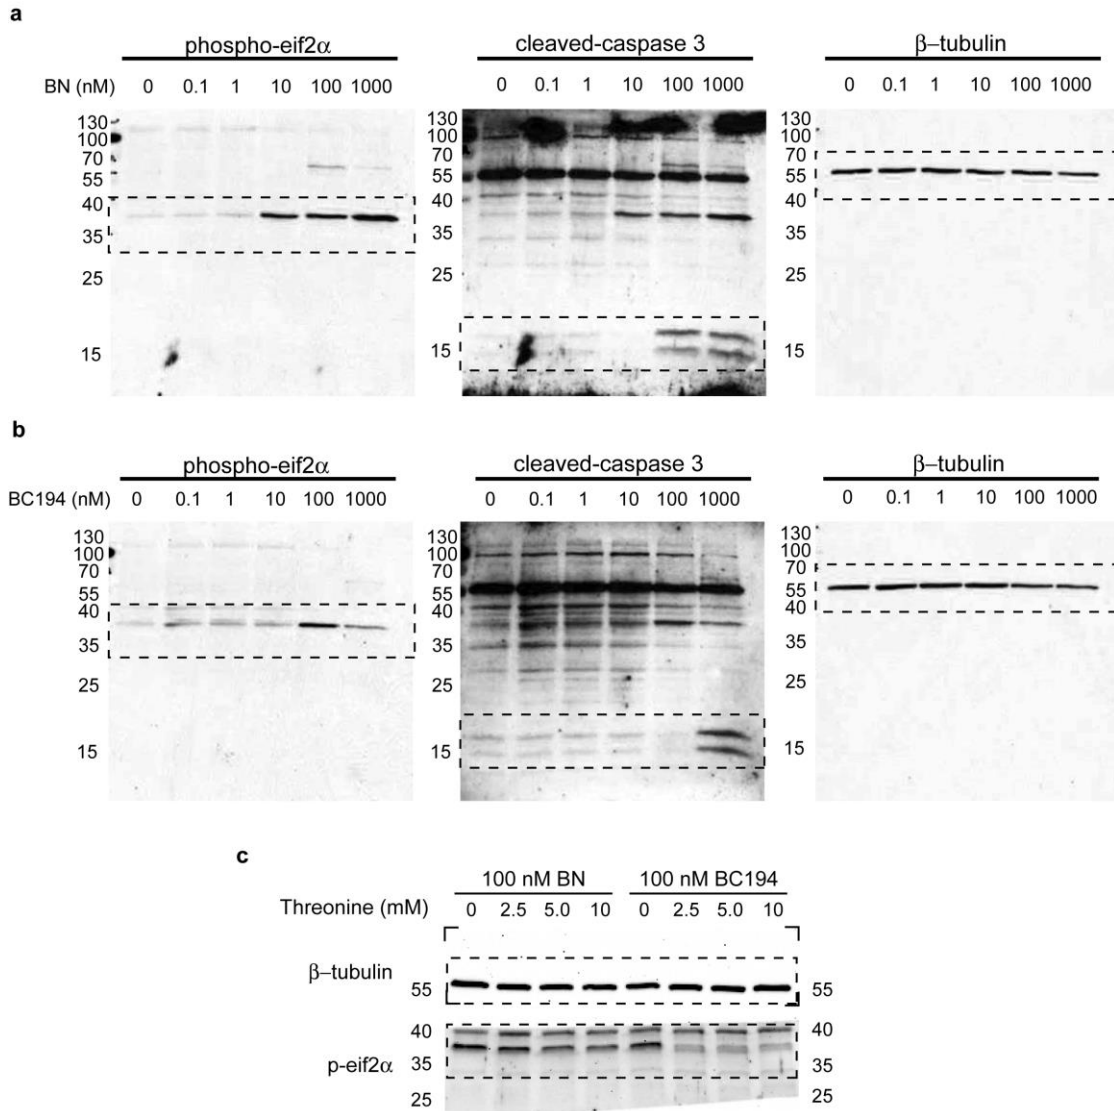 a
phospho-eif2α cleaved-caspase 3 β–tubulin
BN (nM) 0 0.1 1 10 100 1000 0 0.1 1 10 100 1000 0 0.1 1 10 100 1000
130 130 130
100 100 100
70 70 70
55 55 55
40 40 40
35 35 35
25 25 25
15 15 15
b
phospho-eif2α cleaved-caspase 3 β–tubulin
BC194 (nM) 0 0.1 1 10 100 1000 0 0.1 1 10 100 1000 0 0.1 1 10 100 1000
130 130 130
100 100 100
70 70 70
55 55 55
40 40 40
35 35 35
25 25 25
15 15 15
c
100 nM BN 100 nM BC194
Threonine (mM) 0 2.5 5.0 10 0 2.5 5.0 10
β–tubulin
55 55
40 40
p-eif2α 35 35
25 25